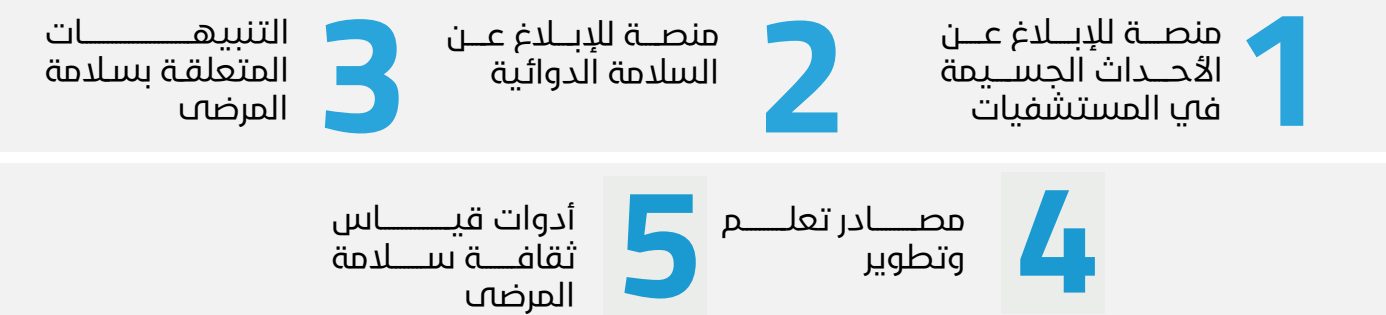 1
منصة للإبلاغ عن
الأحداث الجسيمة
في المستشفيات
2
منصة للإبلاغ عن
السلامة الدوائية
3
التنبيهات
المتعلقة بسلامة
المرضى
4
مصادر تعلم
وتطوير
5
أدوات قياس
ثقافة سلامة
المرضى